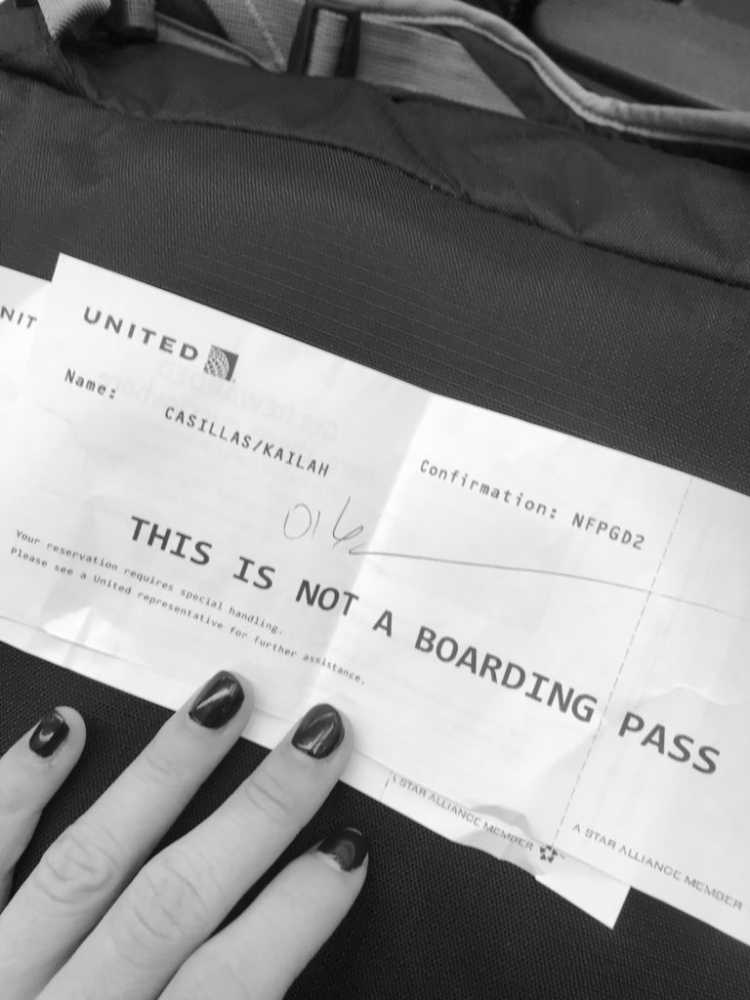 NIT
UNITED
Name:
CASILLAS/KAILAH
Confirmation: NFPGD2
THIS IS NOT A BOARDING PASS
Your reservation requires special handling.
Please see a United representative for further assistance.
A STAR ALLIANCE MEMBER
A STAR ALLIANCE MEMBER